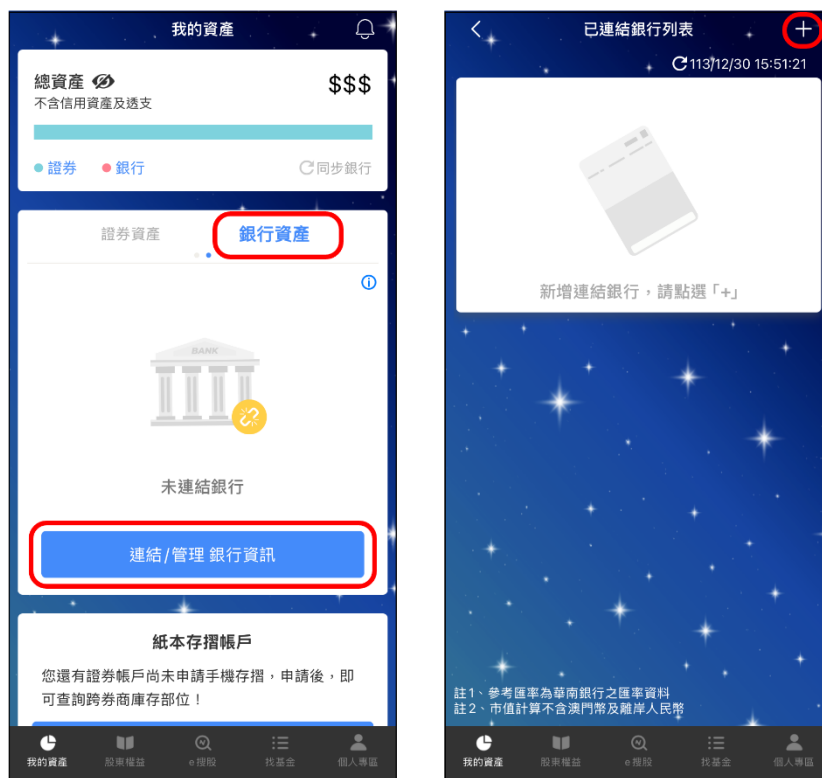 我的資產
總資產
$$$
不含信用資產及透支
證券
銀行
同步銀行
證券資產
銀行資產
BANK
未連結銀行
連結/管理 銀行資訊
紙本存摺帳戶
您還有證券帳戶尚未申請手機存摺，申請後，即
可查詢跨券商庫存部位！
我的資產
股東權益
e搜股
找基金
個人專區
已連結銀行列表
113/12/30 15:51:21
新增連結銀行，請點選「+」
註1、參考匯率為華南銀行之匯率資料
註2、市值計算不含澳門幣及離岸人民幣
我的資產
股東權益
e搜股
找基金
個人專區